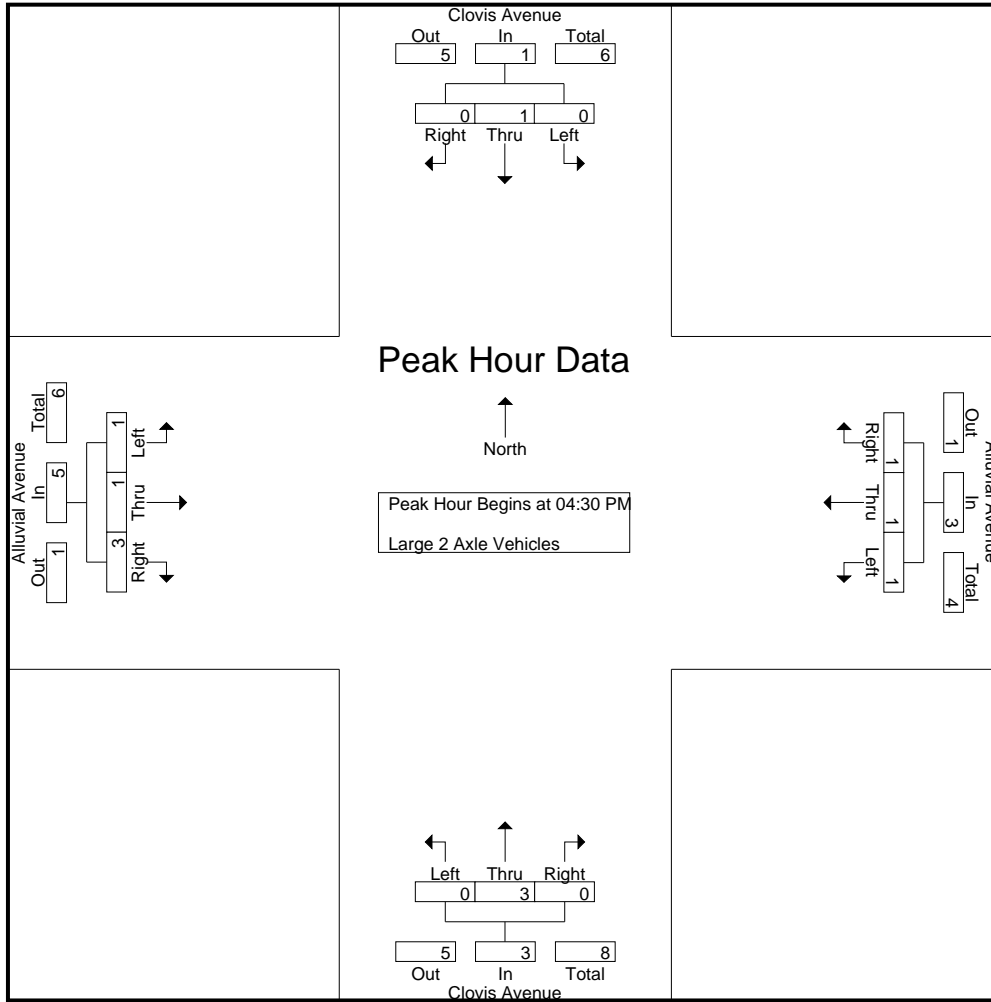 Clovis Avenue
Out In Total
5 1 6
0 1 0
Right Thru Left
Peak Hour Data
North
Peak Hour Begins at 04:30 PM
Large 2 Axle Vehicles
Alluvial Avenue
Out In Total
1 5 6
Right Thru Left
3 1 1
Alluvial Avenue
Out In Total
1 3 4
Right Thru Left
1 1 1
Left Thru Right
0 3 0
5 3 8
Out In Total
Clovis Avenue